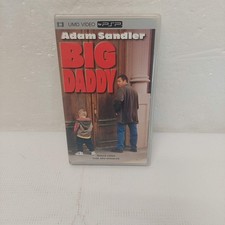 UMD VIDEO PSP
Adam Sandler
BIG
DADDY